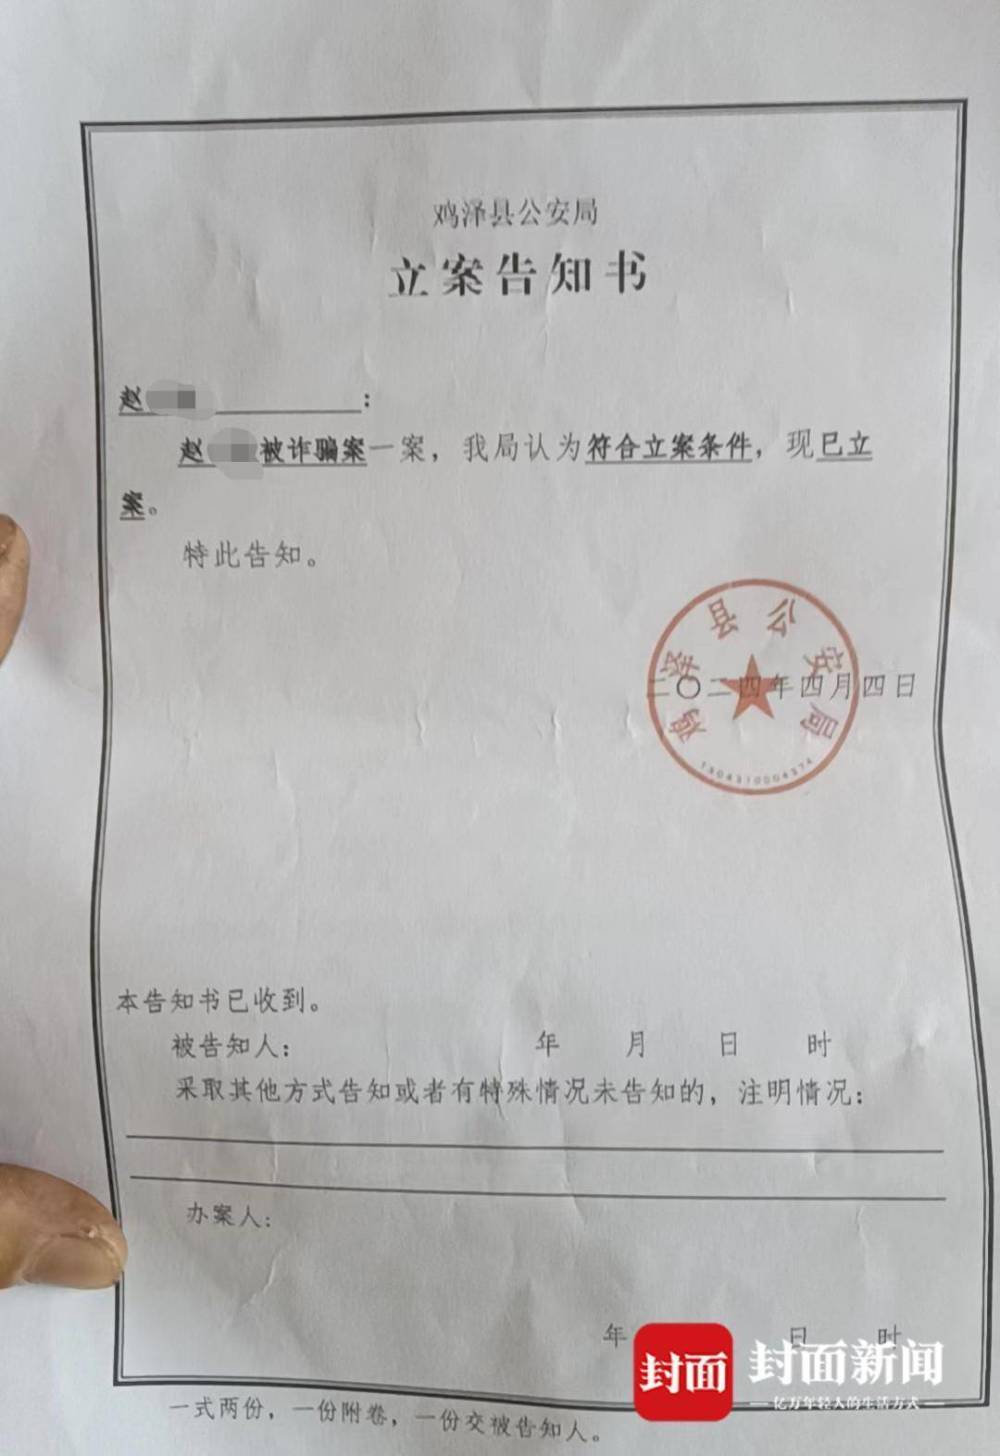 鸡泽县公安局
立案告知书
赵 :
赵 被诈骗案一案，我局认为符合立案条件，现已立
案。
特此告知。
鸡泽县公安局
二〇二四年四月四日
1304310004374
本告知书已收到。
被告知人： 年 月 日 时
采取其他方式告知或者有特殊情况未告知的，注明情况：
办案人：
年 日 时
封面 封面新闻
亿万年轻人的生活方式
一式两份，一份附卷，一份交被告知人。